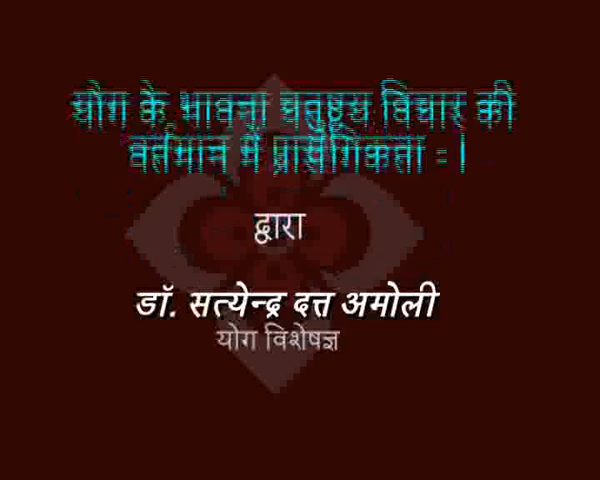 योग के भावना चतुष्टय विचार की
वर्तमान में प्रासंगिकता - I
द्वारा
डॉ. सत्येन्द्र दत्त अमोली
योग विशेषज्ञ